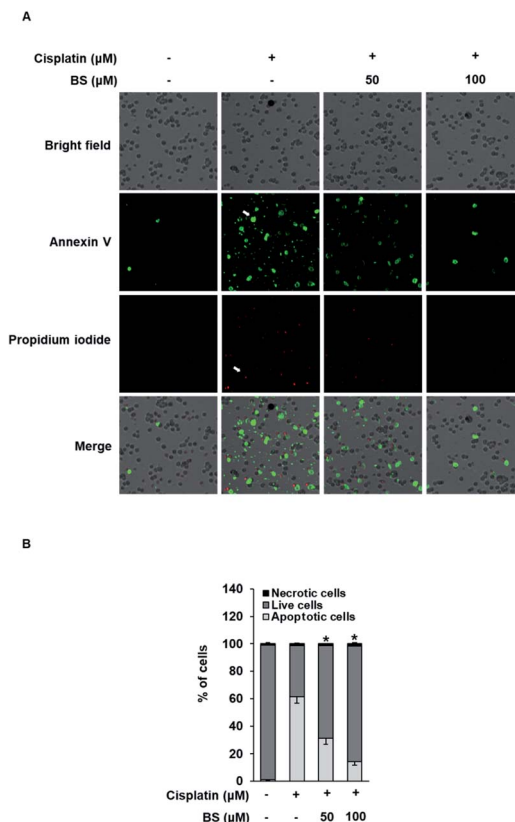 A
Cisplatin (µM) - + + +
BS (µM) - - 50 100
Bright field
Annexin V
Propidium iodide
Merge
B
140
120
100
80
60
40
20
0
% of cells
Necrotic cells
Live cells
Apoptotic cells
* *
Cisplatin (µM) - + + +
BS (µM) - - 50 100